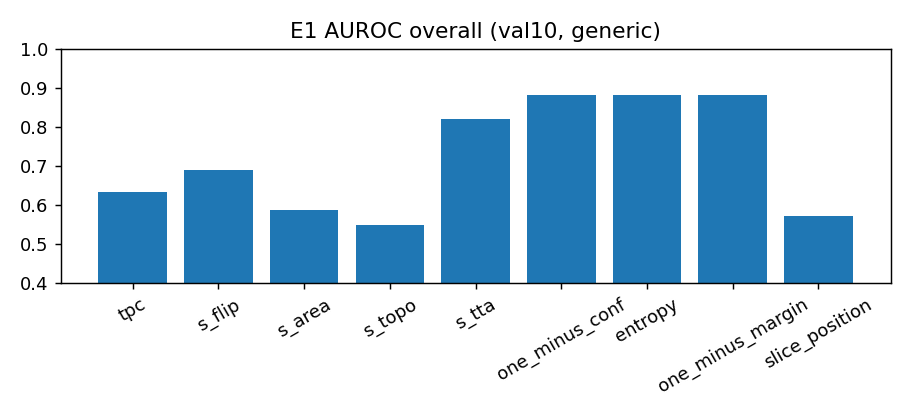 E1 AUROC overall (val10, generic)
1.0
0.9
0.8
0.7
0.6
0.5
0.4
tpc
s_flip
s_area
s_topo
s_tta
one_minus_conf
entropy
one_minus_margin
slice_position